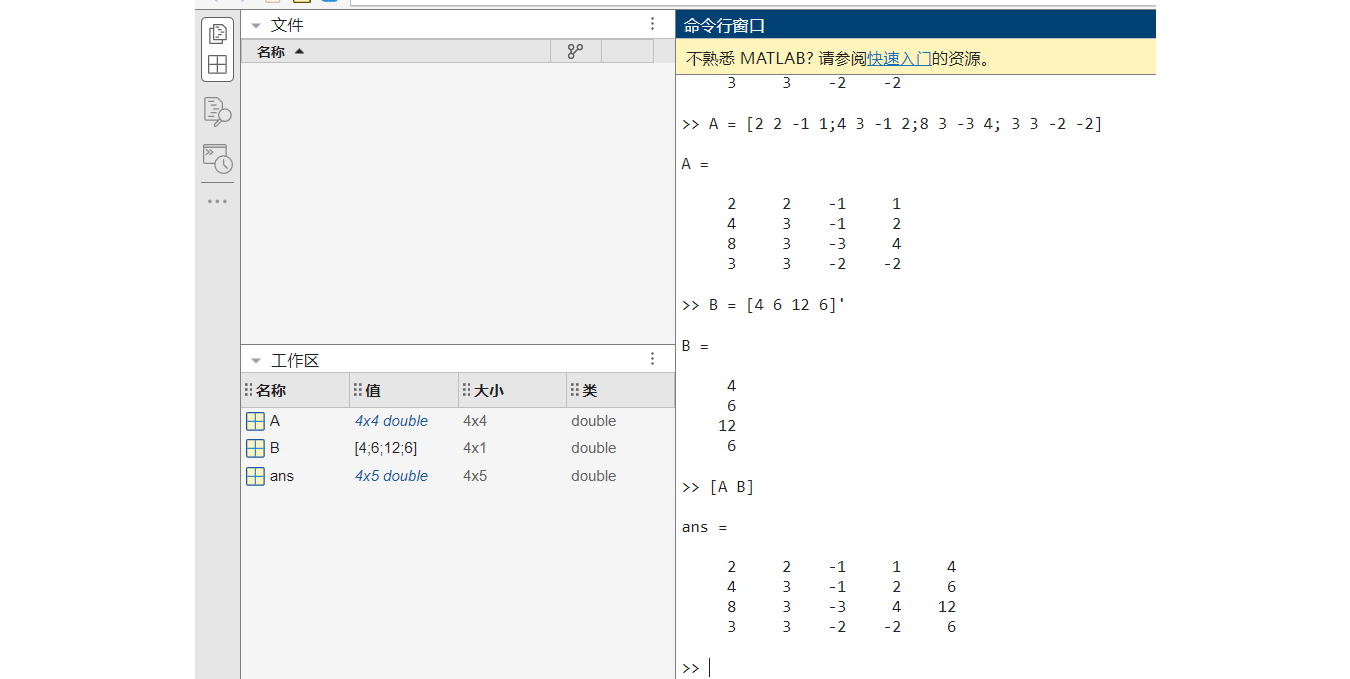 文件
名称
工作区
名称 值 大小 类
A 4x4 double 4x4 double
B [4;6;12;6] 4x1 double
ans 4x5 double 4x5 double
命令行窗口
不熟悉 MATLAB? 请参阅快速入门的资源。
3 3 -2 -2
>> A = [2 2 -1 1;4 3 -1 2;8 3 -3 4; 3 3 -2 -2]
A =
2 2 -1 1
4 3 -1 2
8 3 -3 4
3 3 -2 -2
>> B = [4 6 12 6]'
B =
4
6
12
6
>> [A B]
ans =
2 2 -1 1 4
4 3 -1 2 6
8 3 -3 4 12
3 3 -2 -2 6
>>